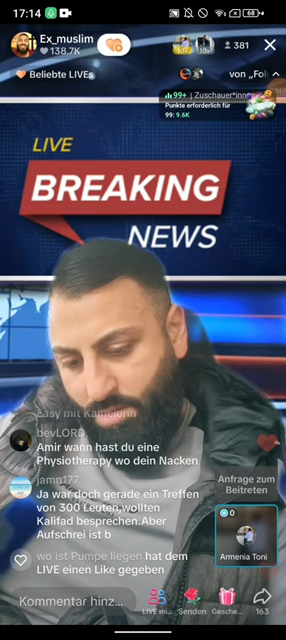 17:14
68
Ex_muslim
138.7K
381
Beliebte LIVEs
von „Fol
99+ | Zuschauer*innen
Punkte erforderlich für
99: 9.6K
LIVE
BREAKING
NEWS
Easy mit Kamelorin
bevLORD.
Amir wann hast du eine
Physiotherapy wo dein Nacken
jamn177
Ja war doch gerade ein Treffen
von 300 Leuten,wollten
Kalifad besprechen.Aber
Aufschrei ist b
wo ist Pumpe liegen hat dem
LIVE einen Like gegeben
Anfrage zum
Beitreten
0
Armenia Toni
Kommentar hinz...
LIVE mi...
Senden
Gesche...
163